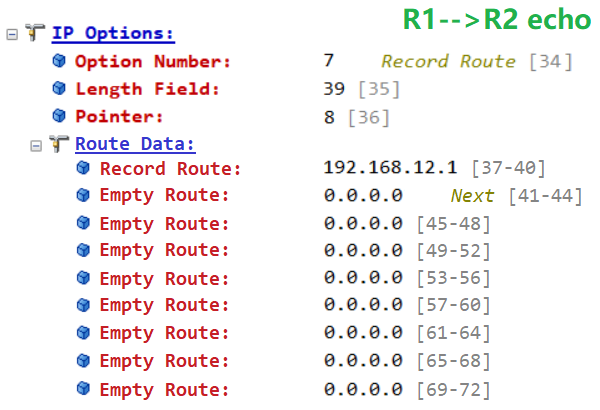 R1-->R2 echo
IP Options:
Option Number: 7 Record Route [34]
Length Field: 39 [35]
Pointer: 8 [36]
Route Data:
Record Route: 192.168.12.1 [37-40]
Empty Route: 0.0.0.0 Next [41-44]
Empty Route: 0.0.0.0 [45-48]
Empty Route: 0.0.0.0 [49-52]
Empty Route: 0.0.0.0 [53-56]
Empty Route: 0.0.0.0 [57-60]
Empty Route: 0.0.0.0 [61-64]
Empty Route: 0.0.0.0 [65-68]
Empty Route: 0.0.0.0 [69-72]